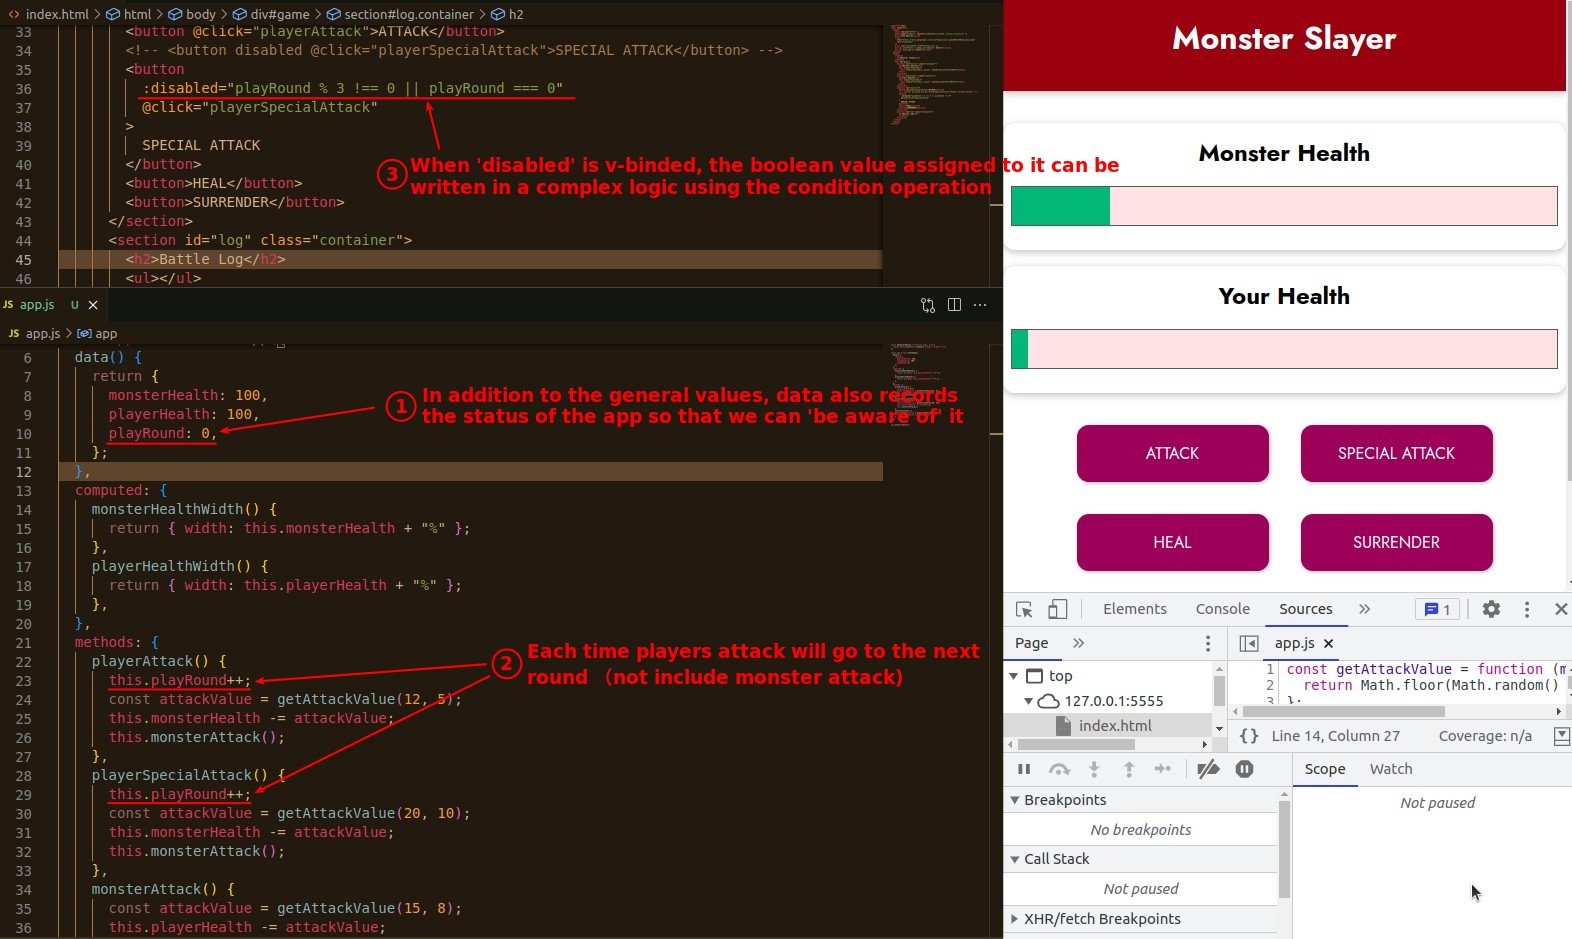 index.html > html > body > div#game > section#log.container > h2
33 <button @click="playerAttack">ATTACK</button>
34 <!-- <button disabled @click="playerSpecialAttack">SPECIAL ATTACK</button> -->
35 <button
36 :disabled="playRound % 3 !== 0 || playRound === 0"
37 @click="playerSpecialAttack"
38 >
39 SPECIAL ATTACK
40 </button>
41 <button>HEAL</button>
42 <button>SURRENDER</button>
43 </section>
44 <section id="log" class="container">
45 <h2>Battle Log</h2>
46 <ul></ul>
3 When 'disabled' is v-binded, the boolean value assigned to it can be
written in a complex logic using the condition operation
JS app.js U
JS app.js > app
6 data() {
7 return {
8 monsterHealth: 100,
9 playerHealth: 100,
10 playRound: 0,
11 };
12 },
13 computed: {
14 monsterHealthWidth() {
15 return { width: this.monsterHealth + "%" };
16 },
17 playerHealthWidth() {
18 return { width: this.playerHealth + "%" };
19 },
20 },
21 methods: {
22 playerAttack() {
23 this.playRound++;
24 const attackValue = getAttackValue(12, 5);
25 this.monsterHealth -= attackValue;
26 this.monsterAttack();
27 },
28 playerSpecialAttack() {
29 this.playRound++;
30 const attackValue = getAttackValue(20, 10);
31 this.monsterHealth -= attackValue;
32 this.monsterAttack();
33 },
34 monsterAttack() {
35 const attackValue = getAttackValue(15, 8);
36 this.playerHealth -= attackValue;
1 In addition to the general values, data also records
the status of the app so that we can 'be aware of' it
2 Each time players attack will go to the next
round (not include monster attack)
Monster Slayer
Monster Health
Your Health
ATTACK
SPECIAL ATTACK
HEAL
SURRENDER
Elements Console Sources 1
Page
app.js
top
127.0.0.1:5555
index.html
1 const getAttackValue = function (m
2 return Math.floor(Math.random()
3 };
{} Line 14, Column 27 Coverage: n/a
Scope Watch
Not paused
Breakpoints
No breakpoints
Call Stack
Not paused
XHR/fetch Breakpoints